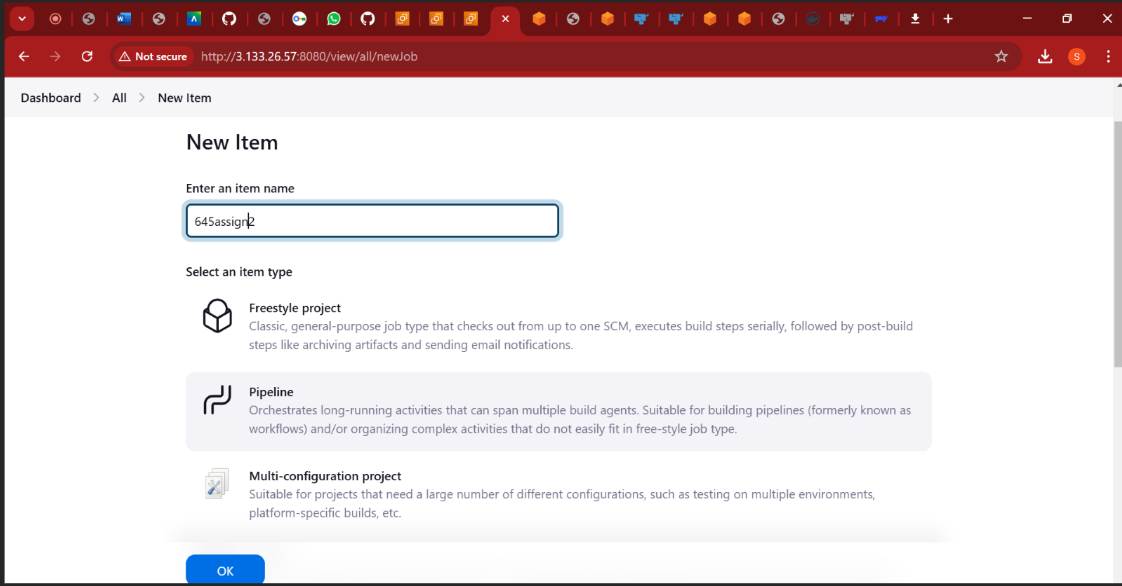 Not secure
http://3.133.26.57:8080/view/all/newJob
S
Dashboard > All > New Item
New Item
Enter an item name
645assign2
Select an item type
Freestyle project
Classic, general-purpose job type that checks out from up to one SCM, executes build steps serially, followed by post-build
steps like archiving artifacts and sending email notifications.
Pipeline
Orchestrates long-running activities that can span multiple build agents. Suitable for building pipelines (formerly known as
workflows) and/or organizing complex activities that do not easily fit in free-style job type.
Multi-configuration project
Suitable for projects that need a large number of different configurations, such as testing on multiple environments,
platform-specific builds, etc.
OK